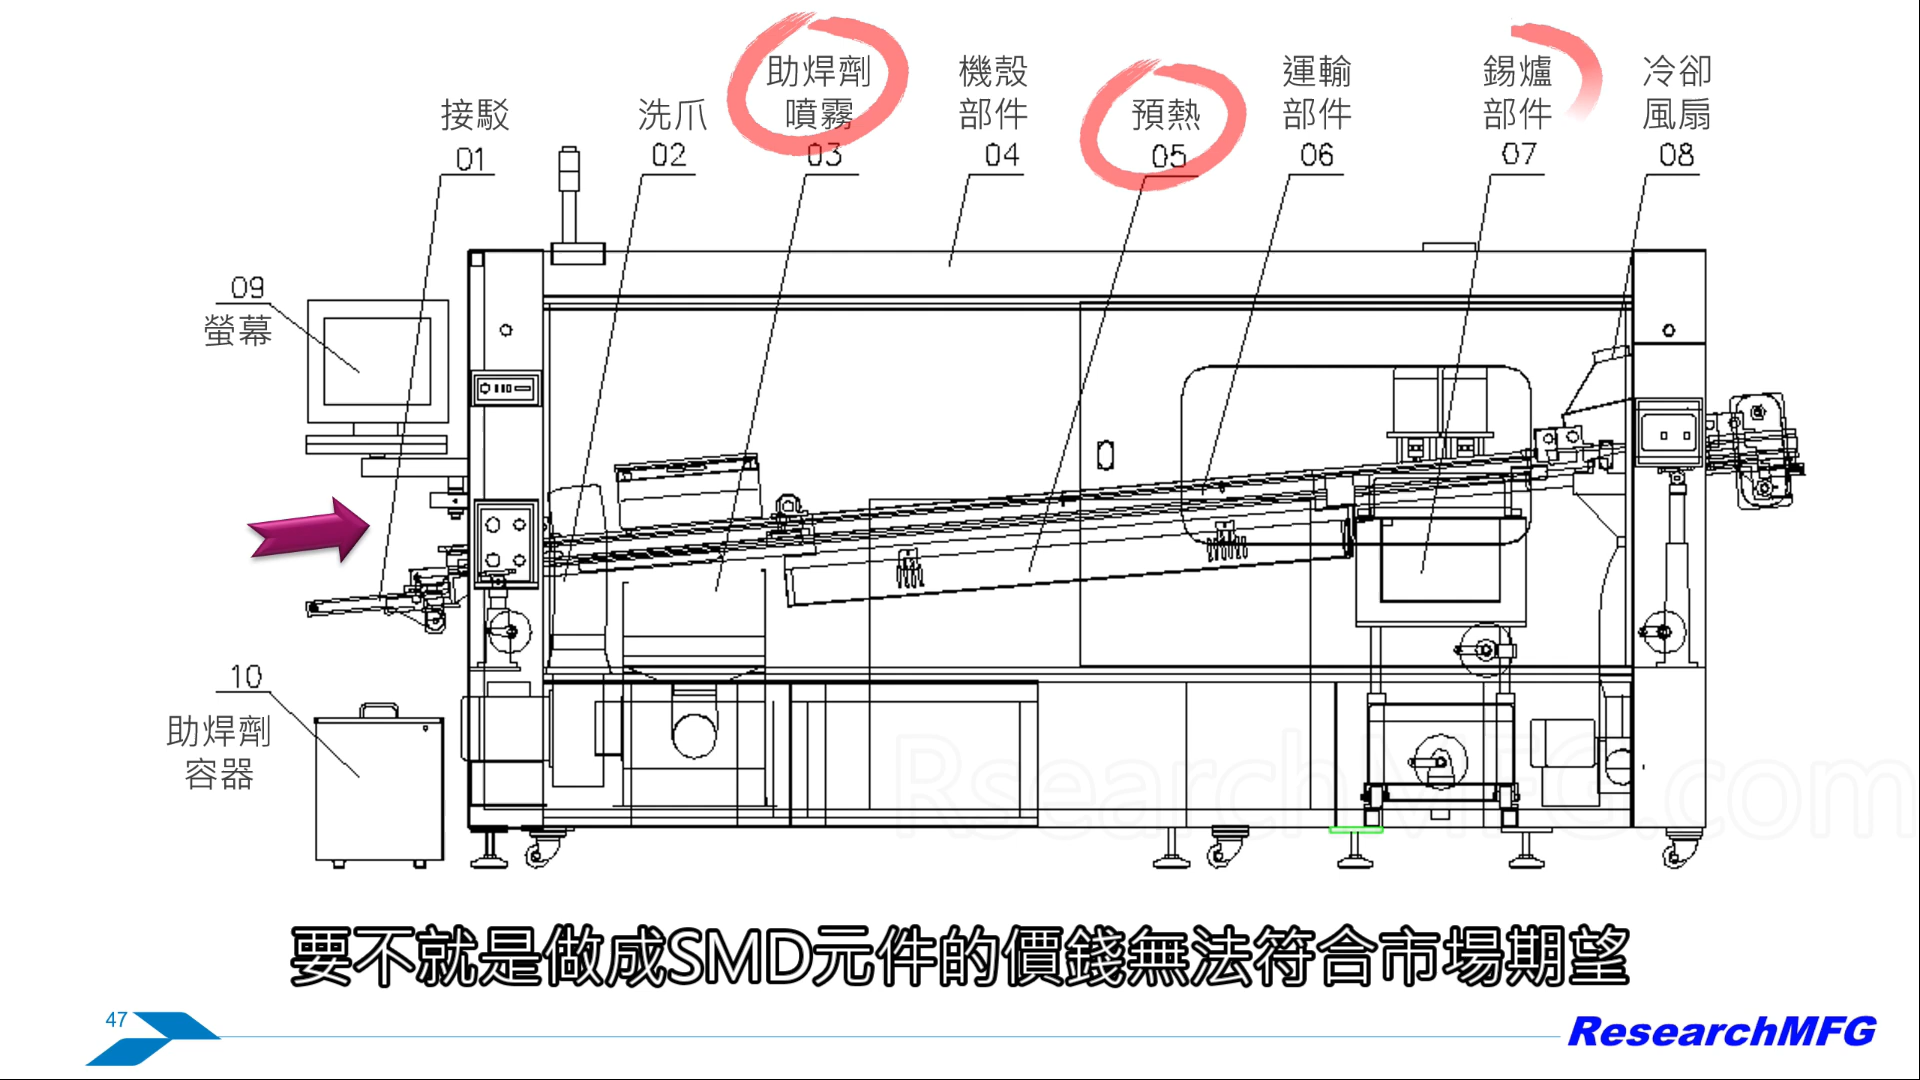 接駁
01
洗爪
02
助焊劑
噴霧
03
機殼
部件
04
預熱
05
運輸
部件
06
錫爐
部件
07
冷卻
風扇
08
09
螢幕
10
助焊劑
容器
RsearchMFG.com
要不就是做成SMD元件的價錢無法符合市場期望
47
ResearchMFG